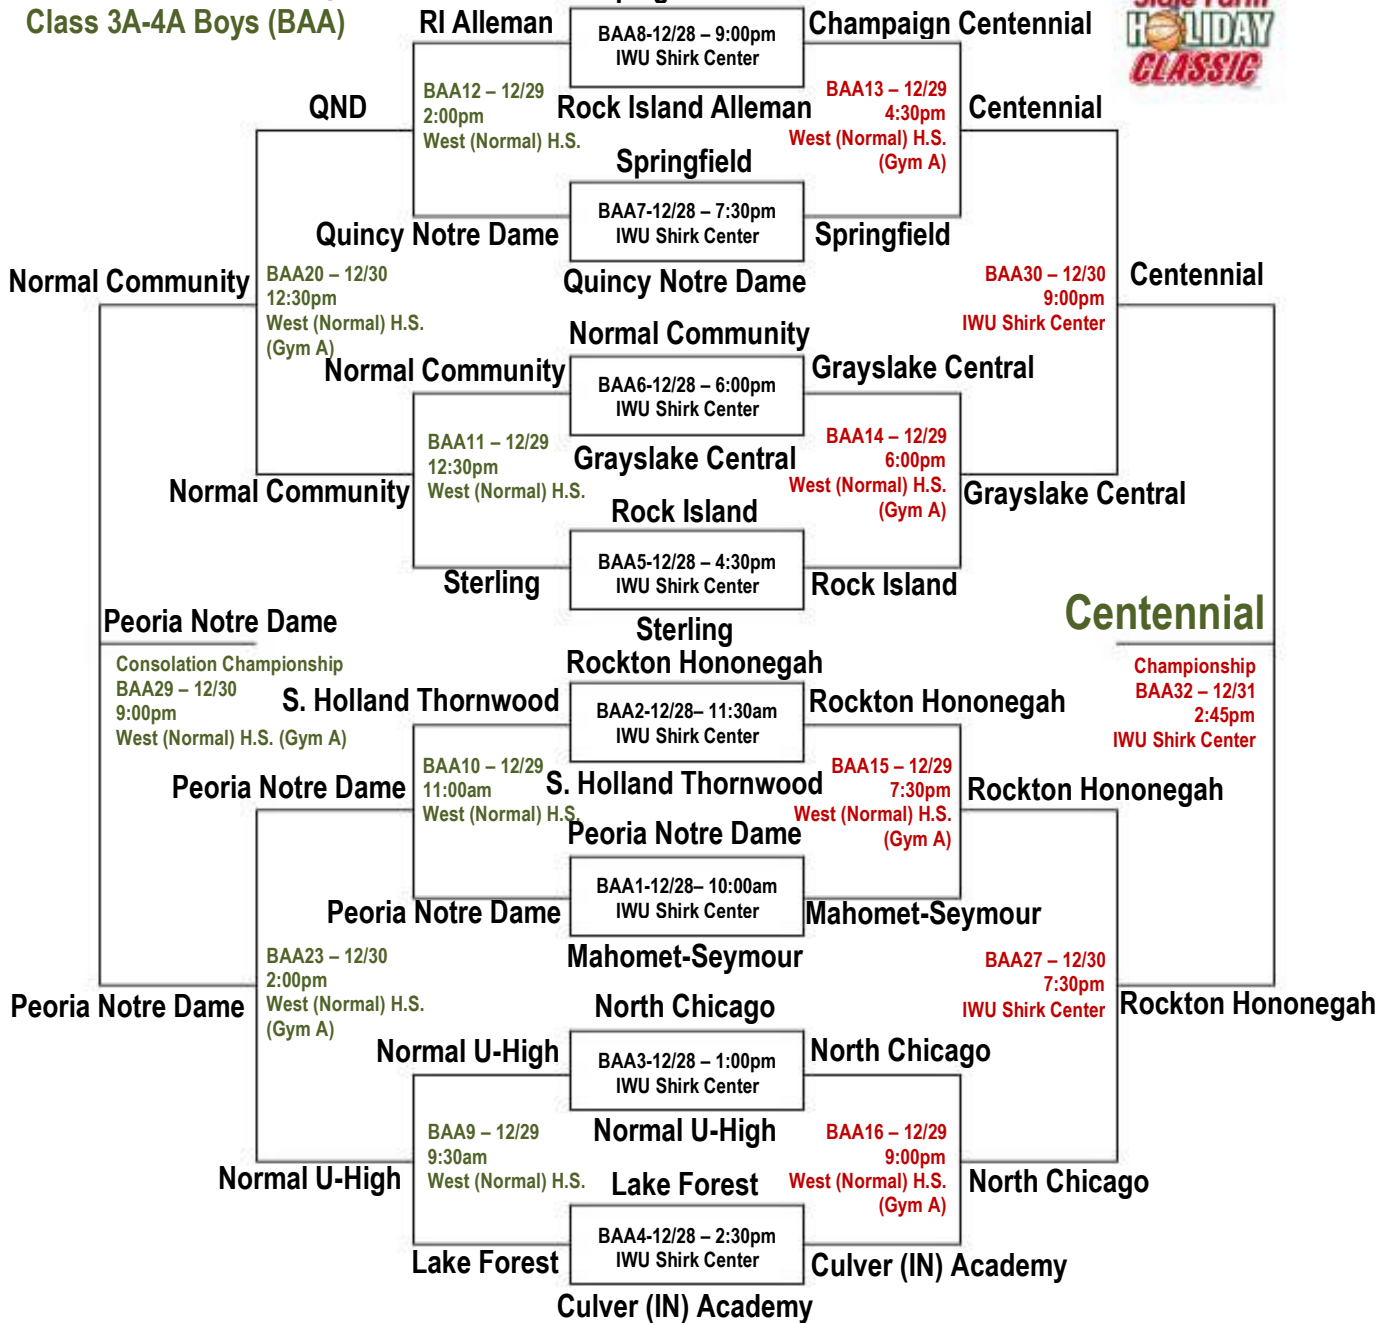 Class 3A-4A Boys (BAA)
RI Alleman
BAA8-12/28 – 9:00pm
IWU Shirk Center
Champaign Centennial
State Farm
HOLIDAY
CLASSIC
QND
BAA12 – 12/29
2:00pm
West (Normal) H.S.
Rock Island Alleman
BAA13 – 12/29
4:30pm
West (Normal) H.S.
(Gym A)
Centennial
Springfield
BAA7-12/28 – 7:30pm
IWU Shirk Center
Quincy Notre Dame
Springfield
Normal Community
BAA20 – 12/30
12:30pm
West (Normal) H.S.
(Gym A)
Quincy Notre Dame
BAA30 – 12/30
9:00pm
IWU Shirk Center
Centennial
Normal Community
Normal Community
BAA6-12/28 – 6:00pm
IWU Shirk Center
Grayslake Central
BAA11 – 12/29
12:30pm
West (Normal) H.S.
Grayslake Central
BAA14 – 12/29
6:00pm
West (Normal) H.S.
(Gym A)
Normal Community
Grayslake Central
Rock Island
BAA5-12/28 – 4:30pm
IWU Shirk Center
Sterling
Rock Island
Sterling
Peoria Notre Dame
Centennial
Consolation Championship
BAA29 – 12/30
9:00pm
West (Normal) H.S. (Gym A)
Championship
BAA32 – 12/31
2:45pm
IWU Shirk Center
Rockton Hononegah
S. Holland Thornwood
BAA2-12/28– 11:30am
IWU Shirk Center
Rockton Hononegah
Peoria Notre Dame
BAA10 – 12/29
11:00am
West (Normal) H.S.
S. Holland Thornwood
BAA15 – 12/29
7:30pm
West (Normal) H.S.
(Gym A)
Rockton Hononegah
Peoria Notre Dame
BAA1-12/28– 10:00am
IWU Shirk Center
Peoria Notre Dame
Mahomet-Seymour
Mahomet-Seymour
BAA23 – 12/30
2:00pm
West (Normal) H.S.
(Gym A)
BAA27 – 12/30
7:30pm
IWU Shirk Center
Peoria Notre Dame
Rockton Hononegah
North Chicago
Normal U-High
BAA3-12/28 – 1:00pm
IWU Shirk Center
North Chicago
Normal U-High
BAA9 – 12/29
9:30am
West (Normal) H.S.
BAA16 – 12/29
9:00pm
West (Normal) H.S.
(Gym A)
Normal U-High
North Chicago
Lake Forest
BAA4-12/28 – 2:30pm
IWU Shirk Center
Lake Forest
Culver (IN) Academy
Culver (IN) Academy